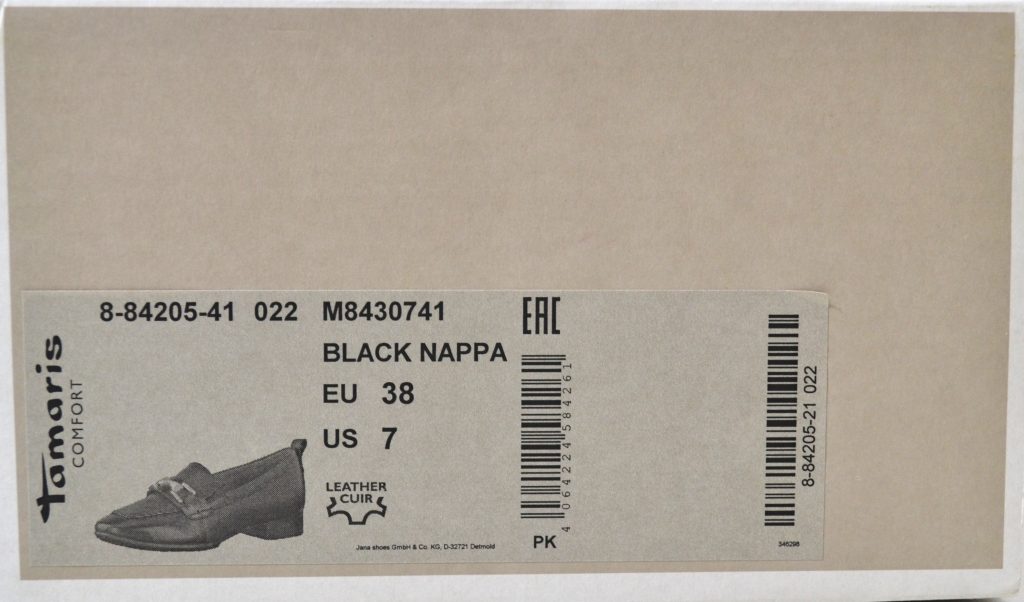 8-84205-41 022 M8430741
BLACK NAPPA
EU 38
US 7
LEATHER
CUIR
Jana shoes GmbH & Co. KG, D-32721 Detmold
Tamaris
COMFORT
EAC
4 064224 584261
PK
8-84205-21 022
346298